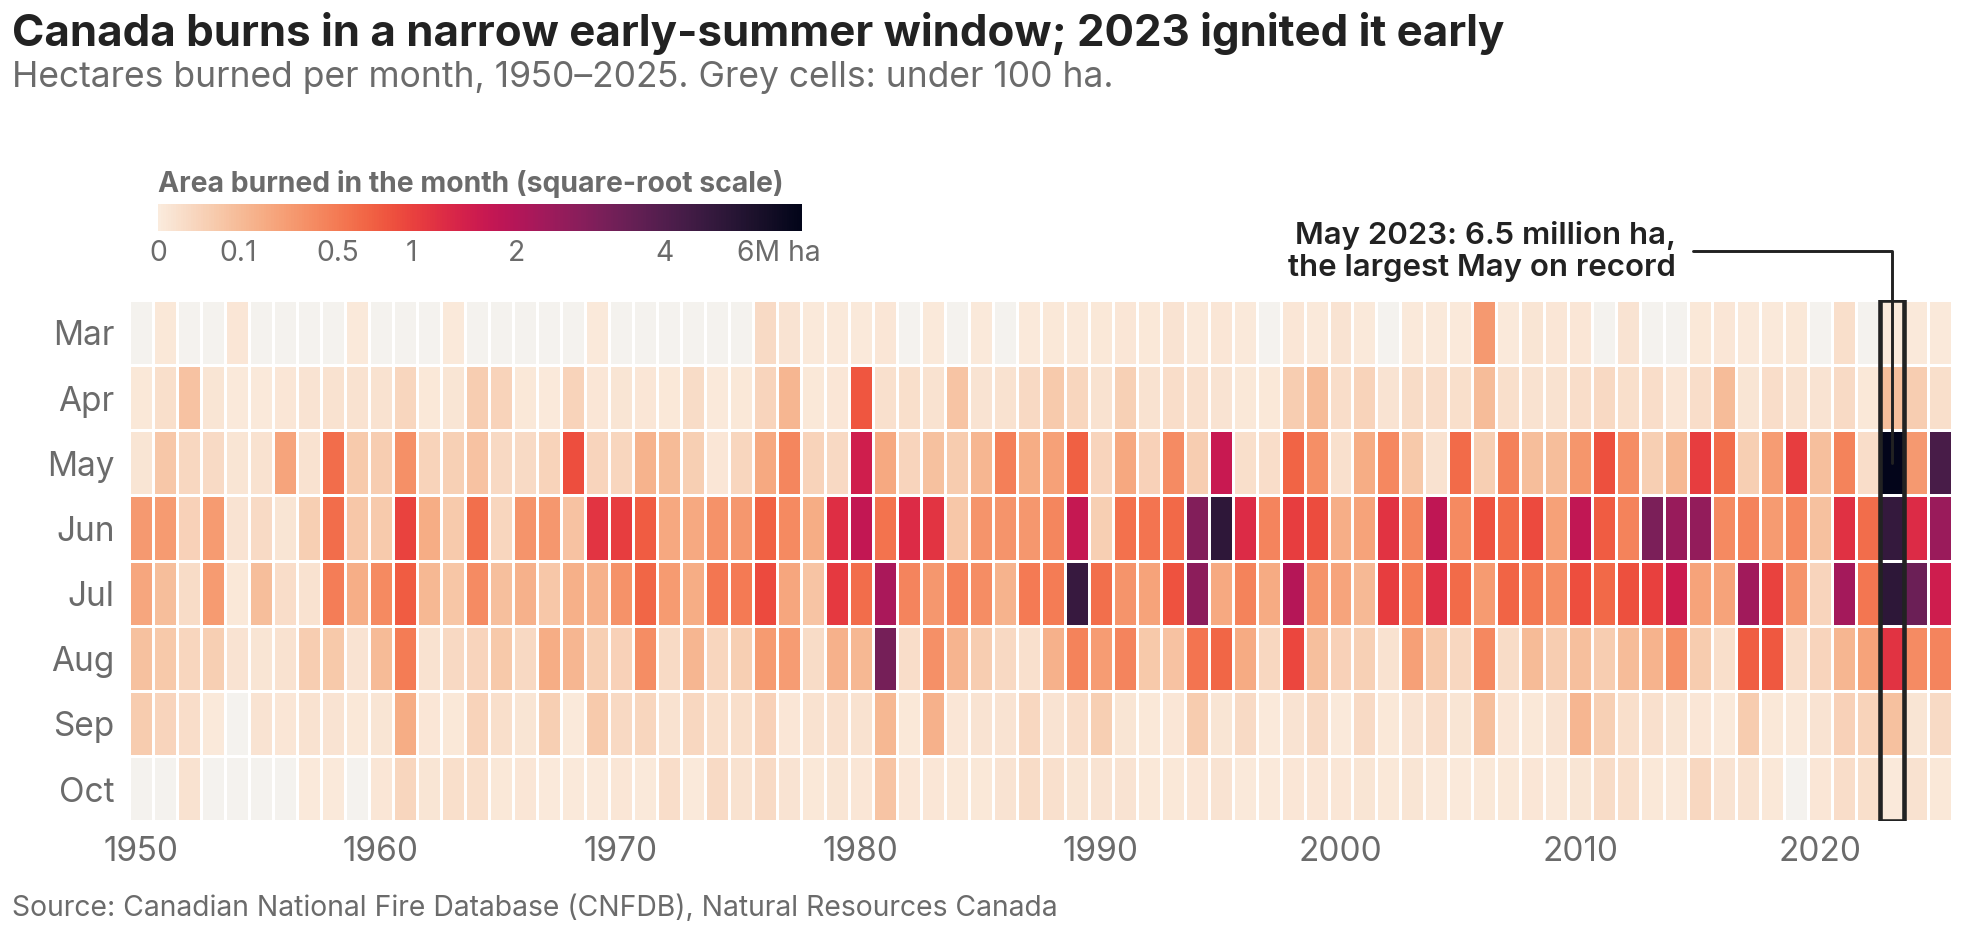 Canada burns in a narrow early-summer window; 2023 ignited it early
Hectares burned per month, 1950–2025. Grey cells: under 100 ha.
Area burned in the month (square-root scale)
0 0.1 0.5 1 2 4 6M ha
May 2023: 6.5 million ha,
the largest May on record
Mar
Apr
May
Jun
Jul
Aug
Sep
Oct
1950 1960 1970 1980 1990 2000 2010 2020
Source: Canadian National Fire Database (CNFDB), Natural Resources Canada